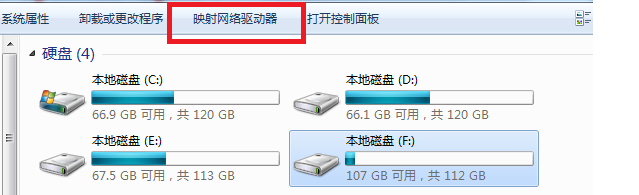 系统属性 卸载或更改程序 映射网络驱动器 打开控制面板
硬盘 (4)
本地磁盘 (C:)
66.9 GB 可用，共 120 GB
本地磁盘 (D:)
66.1 GB 可用，共 120 GB
本地磁盘 (E:)
67.5 GB 可用，共 113 GB
本地磁盘 (F:)
107 GB 可用，共 112 GB